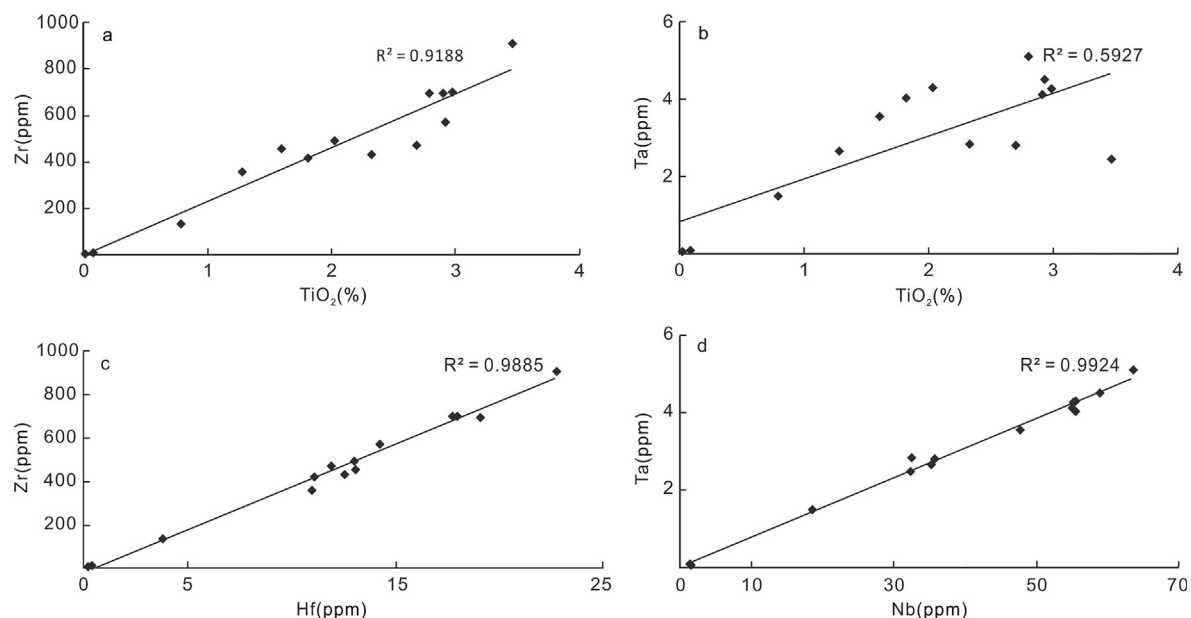 a
R² = 0.9188
Zr(ppm)
1000
800
600
400
200
0 1 2 3 4
TiO₂(%)
b
R² = 0.5927
Ta(ppm)
6
4
2
0 1 2 3 4
TiO₂(%)
c
R² = 0.9885
Zr(ppm)
1000
800
600
400
200
0 5 15 25
Hf(ppm)
d
R² = 0.9924
Ta(ppm)
6
4
2
0 10 30 50 70
Nb(ppm)